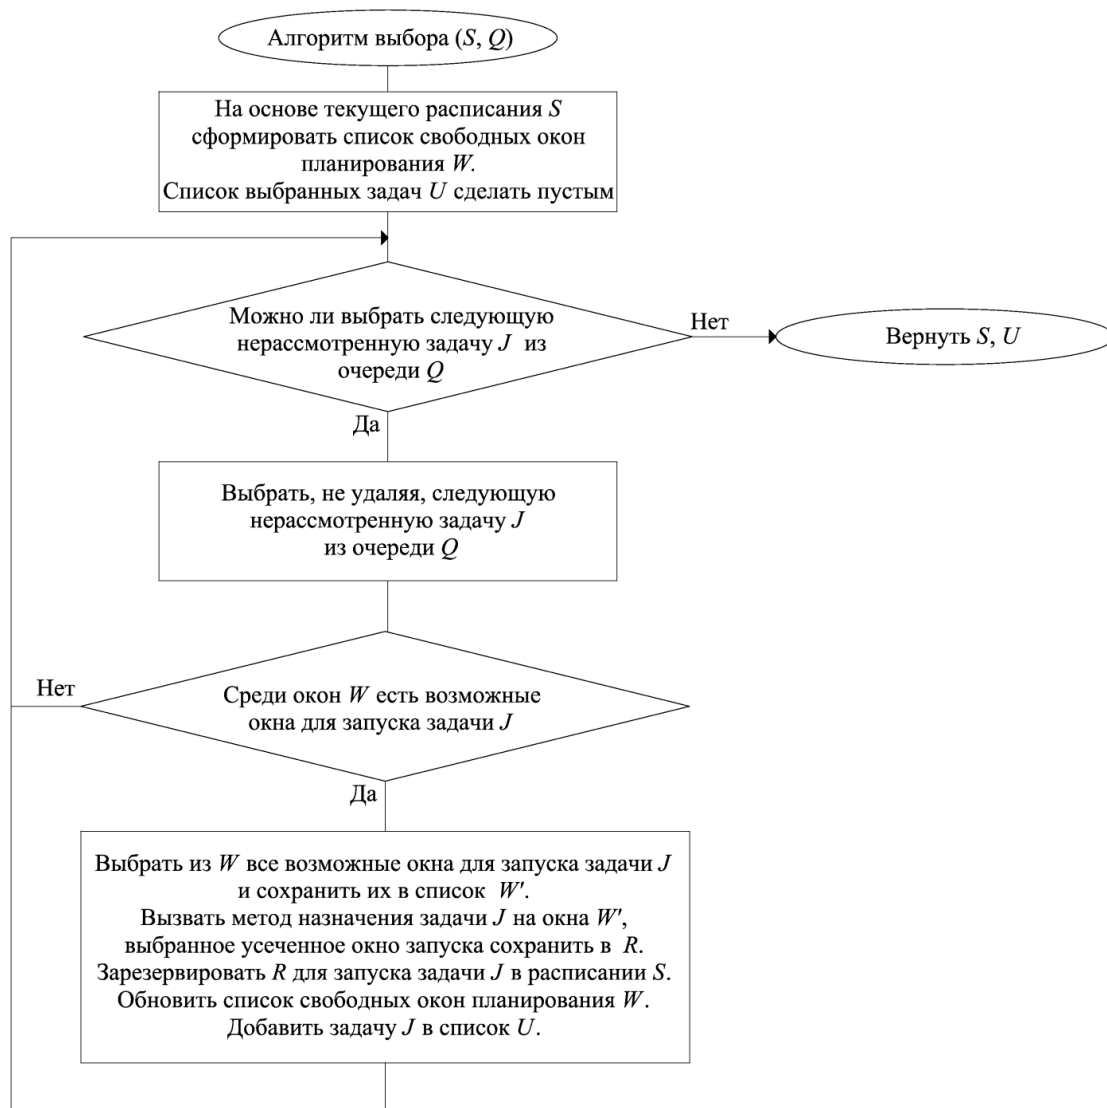 Алгоритм выбора (S, Q)
На основе текущего расписания S
сформировать список свободных окон
планирования W.
Список выбранных задач U сделать пустым
Можно ли выбрать следующую
нерассмотренную задачу J из
очереди Q
Нет
Вернуть S, U
Да
Выбрать, не удаляя, следующую
нерассмотренную задачу J
из очереди Q
Нет
Среди окон W есть возможные
окна для запуска задачи J
Да
Выбрать из W все возможные окна для запуска задачи J
и сохранить их в список W'.
Вызвать метод назначения задачи J на окна W',
выбранное усеченное окно запуска сохранить в R.
Зарезервировать R для запуска задачи J в расписании S.
Обновить список свободных окон планирования W.
Добавить задачу J в список U.